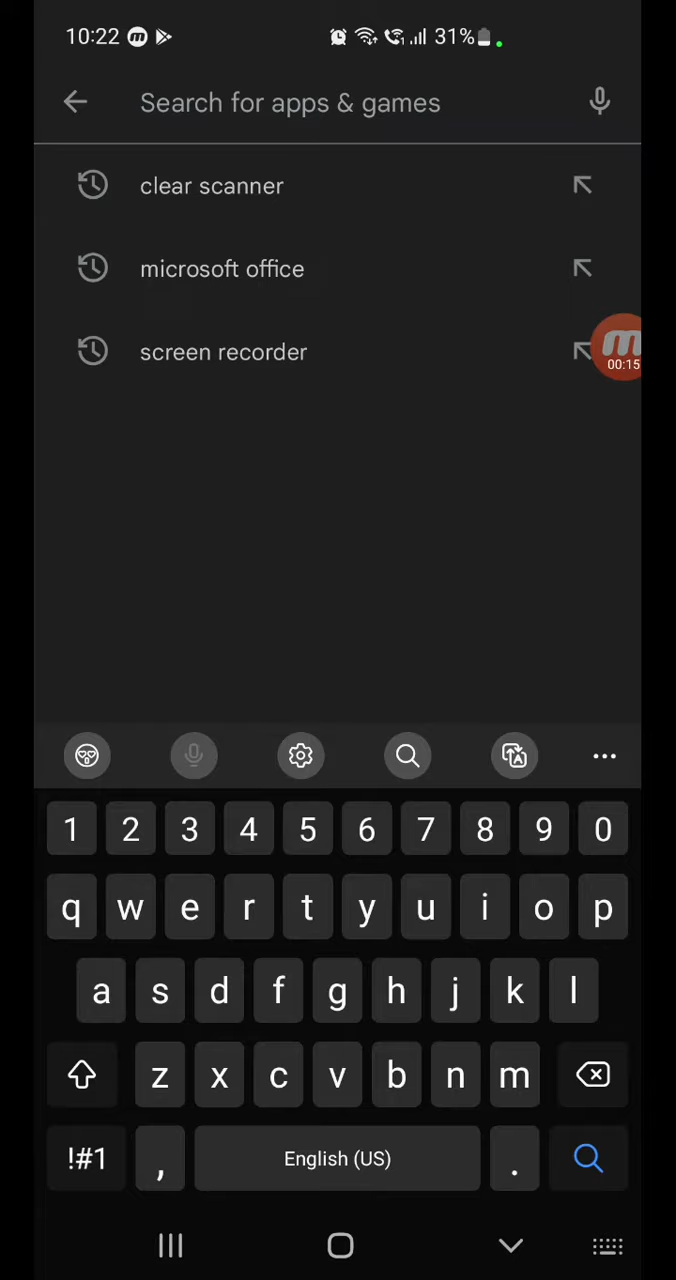 10:22 31%
Search for apps & games
clear scanner
microsoft office
screen recorder
m
00:15
1 2 3 4 5 6 7 8 9 0
q w e r t y u i o p
a s d f g h j k l
z x c v b n m
!#1 , English (US) .